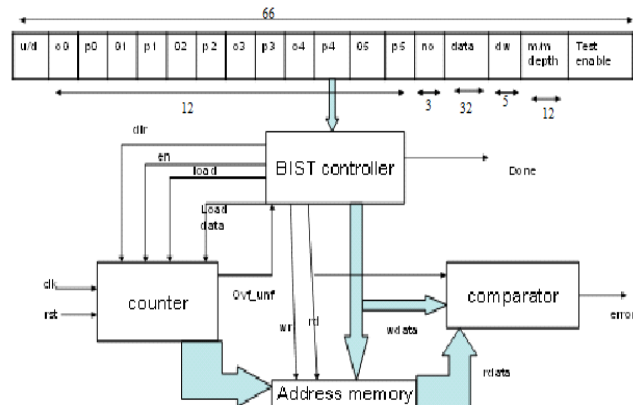 66
u/d o0 p0 01 p1 02 p2 o3 p3 o4 p4 05 p5 no data dw m/m depth Test enable
12 3 32 5 12
dir
en
load
Load data
BIST controller
Done
clk
rst
counter
Ovf_unf
wr
rd
wdata
comparator
error
rdata
Address memory